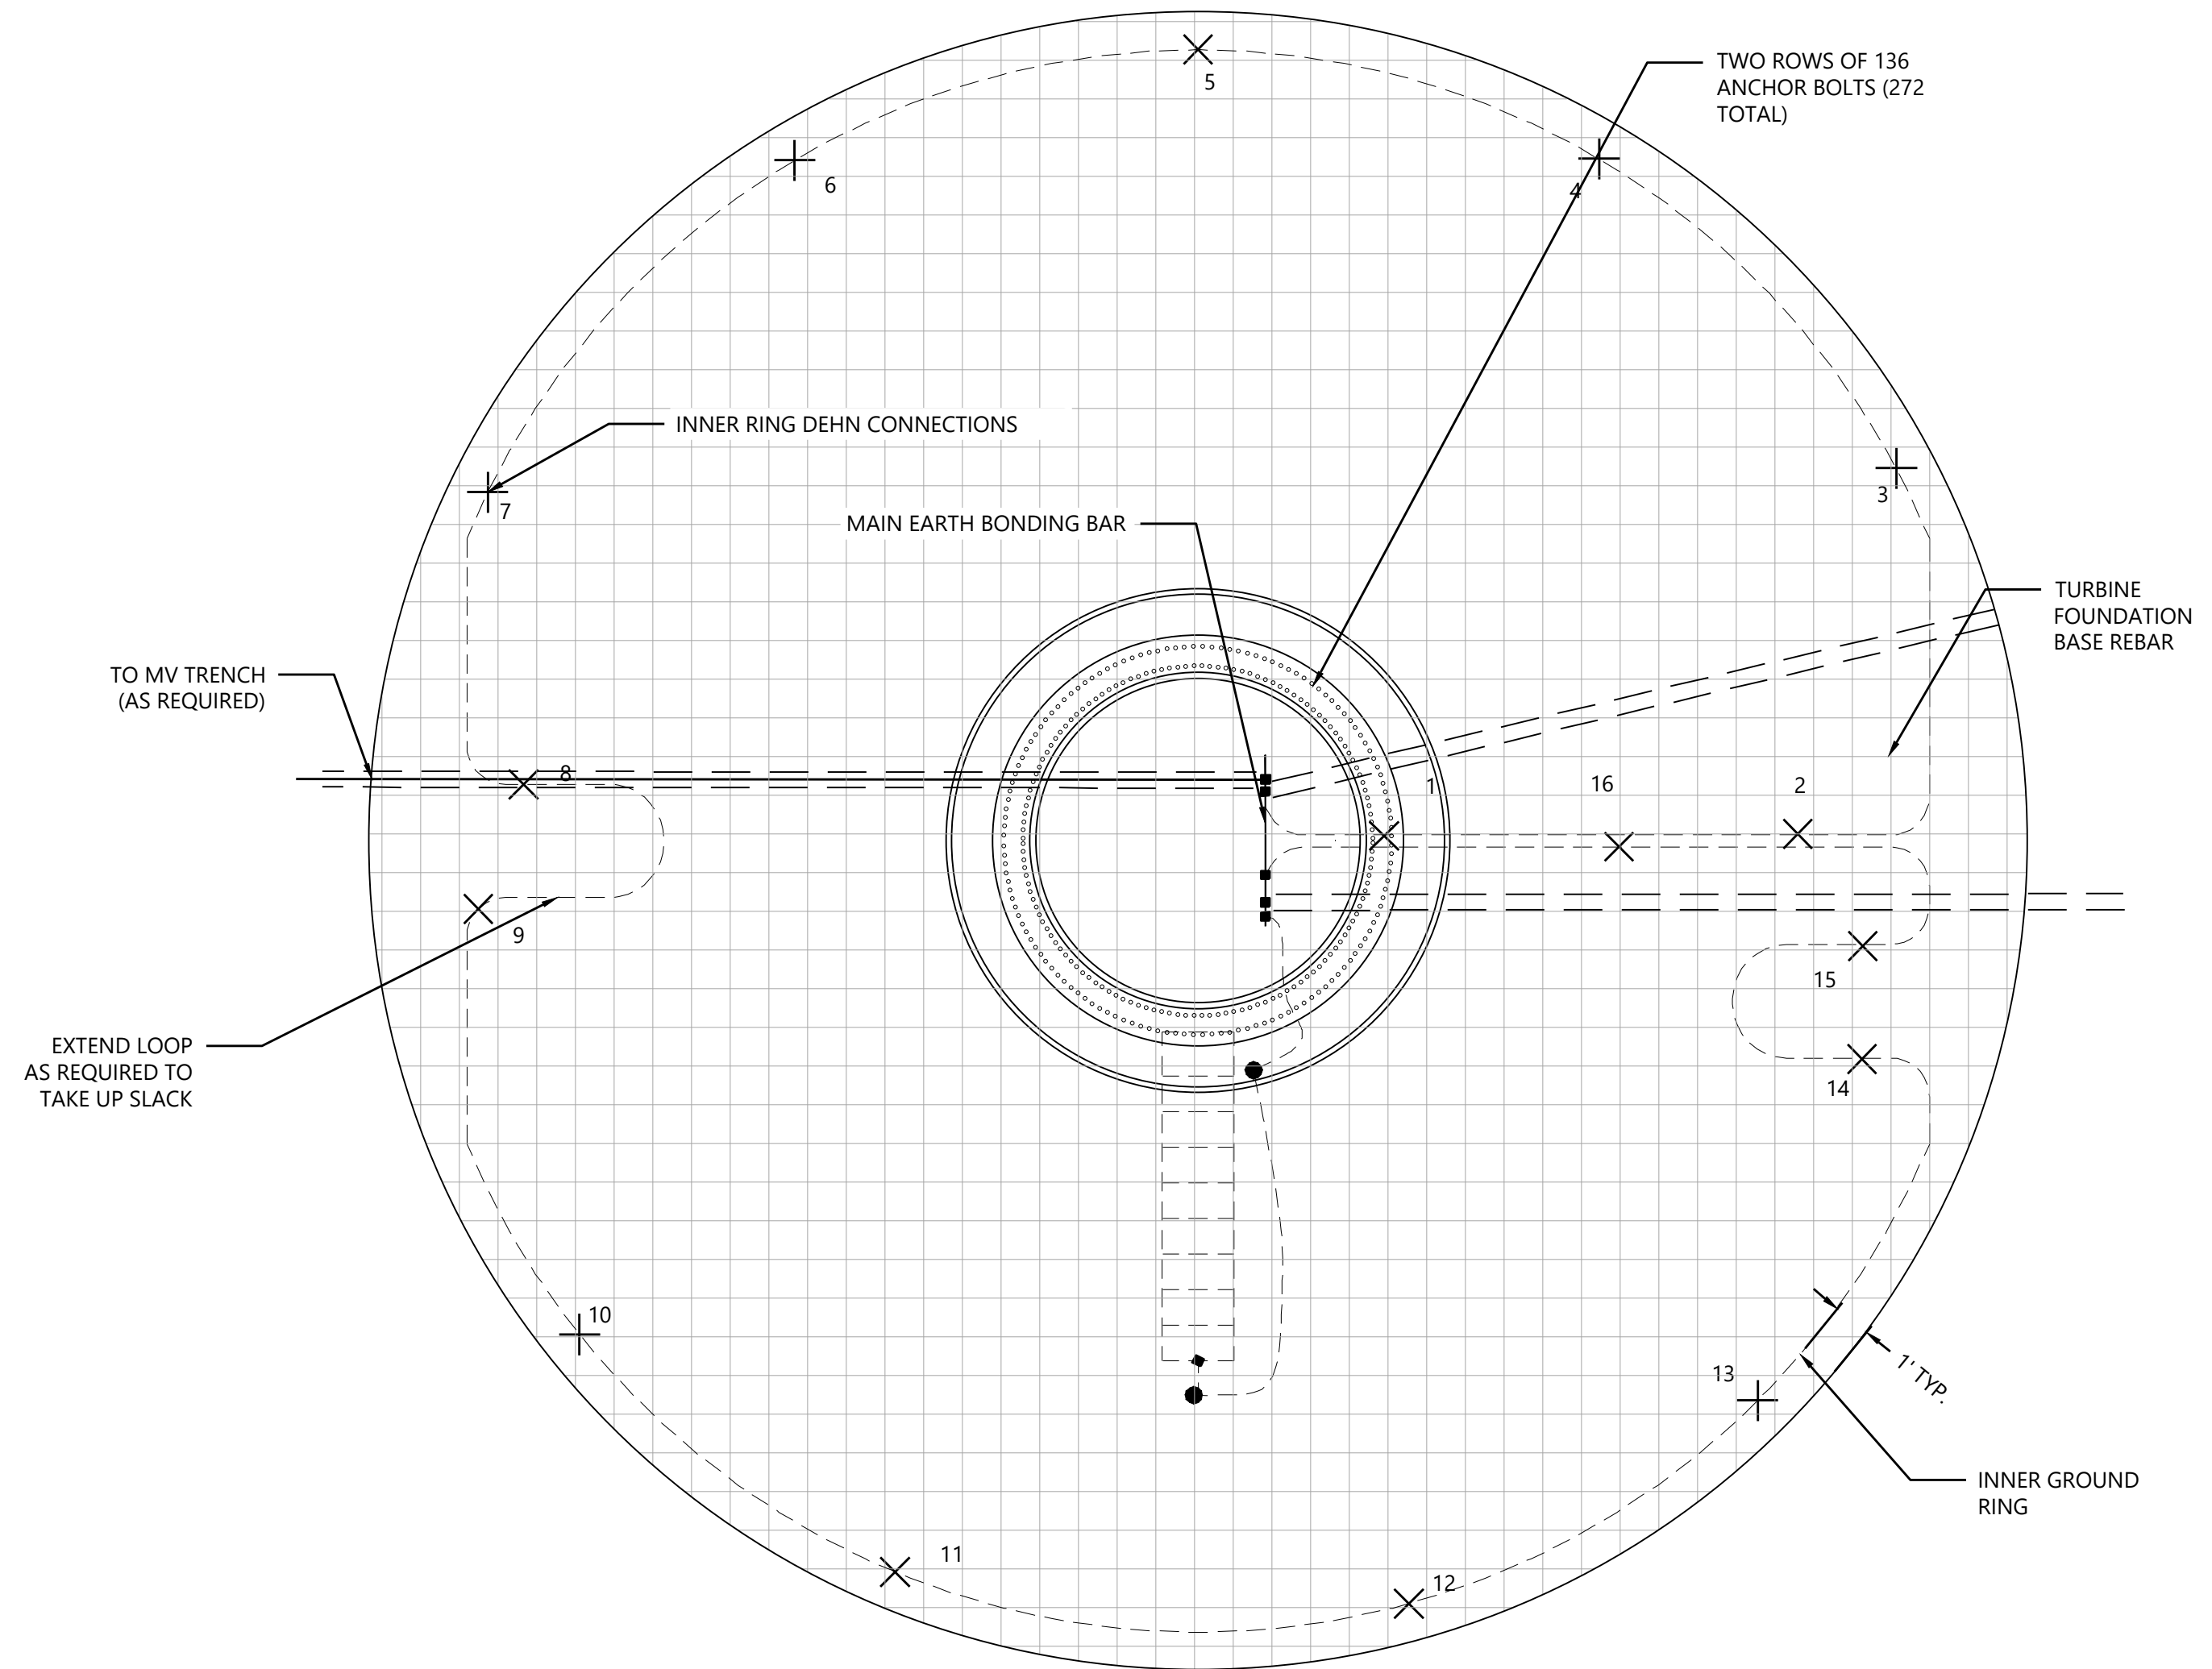 5
TWO ROWS OF 136
ANCHOR BOLTS (272
TOTAL)
6
4
INNER RING DEHN CONNECTIONS
7
3
MAIN EARTH BONDING BAR
TURBINE
FOUNDATION
BASE REBAR
TO MV TRENCH
(AS REQUIRED)
8
1
16
2
9
15
EXTEND LOOP
AS REQUIRED TO
TAKE UP SLACK
14
10
13
1' TYP.
INNER GROUND
RING
11
12